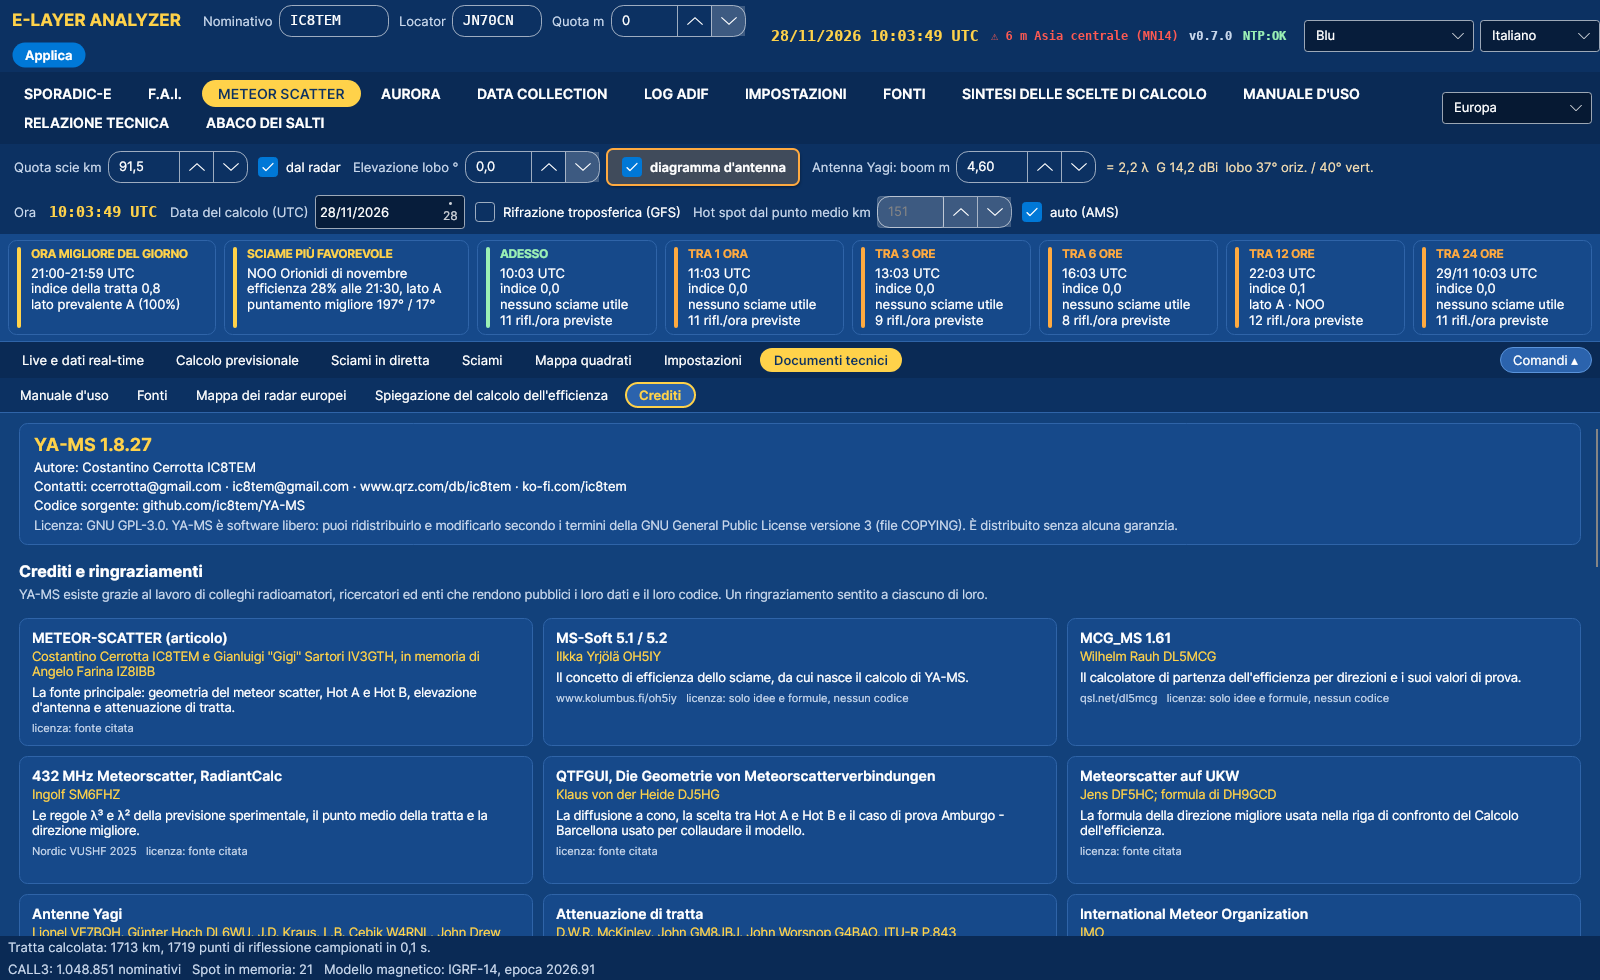 E-LAYER ANALYZER
Nominativo IC8TEM Locator JN70CN Quota m 0
28/11/2026 10:03:49 UTC ⚠ 6 m Asia centrale (MN14) v0.7.0 NTP:OK Blu Italiano
Applica
SPORADIC-E F.A.I. METEOR SCATTER AURORA DATA COLLECTION LOG ADIF IMPOSTAZIONI FONTI SINTESI DELLE SCELTE DI CALCOLO MANUALE D'USO
RELAZIONE TECNICA ABACO DEI SALTI
Europa
Quota scie km 91,5 dal radar Elevazione lobo ° 0,0 diagramma d'antenna Antenna Yagi: boom m 4,60 = 2,2 λ G 14,2 dBi lobo 37° oriz. / 40° vert.
Ora 10:03:49 UTC Data del calcolo (UTC) 28/11/2026 28 Rifrazione troposferica (GFS) Hot spot dal punto medio km 151 auto (AMS)
ORA MIGLIORE DEL GIORNO
21:00-21:59 UTC
indice della tratta 0,8
lato prevalente A (100%)
SCIAME PIÙ FAVOREVOLE
NOO Orionidi di novembre
efficienza 28% alle 21:30, lato A
puntamento migliore 197° / 17°
ADESSO
10:03 UTC
indice 0,0
nessuno sciame utile
11 rifl./ora previste
TRA 1 ORA
11:03 UTC
indice 0,0
nessuno sciame utile
11 rifl./ora previste
TRA 3 ORE
13:03 UTC
indice 0,0
nessuno sciame utile
9 rifl./ora previste
TRA 6 ORE
16:03 UTC
indice 0,0
nessuno sciame utile
8 rifl./ora previste
TRA 12 ORE
22:03 UTC
indice 0,1
lato A · NOO
12 rifl./ora previste
TRA 24 ORE
29/11 10:03 UTC
indice 0,0
nessuno sciame utile
11 rifl./ora previste
Live e dati real-time Calcolo previsionale Sciami in diretta Sciami Mappa quadrati Impostazioni Documenti tecnici Comandi ▴
Manuale d'uso Fonti Mappa dei radar europei Spiegazione del calcolo dell'efficienza Crediti
YA-MS 1.8.27
Autore: Costantino Cerrotta IC8TEM
Contatti: ccerrotta@gmail.com · ic8tem@gmail.com · www.qrz.com/db/ic8tem · ko-fi.com/ic8tem
Codice sorgente: github.com/ic8tem/YA-MS
Licenza: GNU GPL-3.0. YA-MS è software libero: puoi ridistribuirlo e modificarlo secondo i termini della GNU General Public License versione 3 (file COPYING). È distribuito senza alcuna garanzia.
Crediti e ringraziamenti
YA-MS esiste grazie al lavoro di colleghi radioamatori, ricercatori ed enti che rendono pubblici i loro dati e il loro codice. Un ringraziamento sentito a ciascuno di loro.
METEOR-SCATTER (articolo)
Costantino Cerrotta IC8TEM e Gianluigi "Gigi" Sartori IV3GTH, in memoria di
Angelo Farina IZ8IBB
La fonte principale: geometria del meteor scatter, Hot A e Hot B, elevazione
d'antenna e attenuazione di tratta.
licenza: fonte citata
MS-Soft 5.1 / 5.2
Ilkka Yrjölä OH5IY
Il concetto di efficienza dello sciame, da cui nasce il calcolo di YA-MS.
www.kolumbus.fi/oh5iy licenza: solo idee e formule, nessun codice
MCG_MS 1.61
Wilhelm Rauh DL5MCG
Il calcolatore di partenza dell'efficienza per direzioni e i suoi valori di prova.
qsl.net/dl5mcg licenza: solo idee e formule, nessun codice
432 MHz Meteorscatter, RadiantCalc
Ingolf SM6FHZ
Le regole λ³ e λ² della previsione sperimentale, il punto medio della tratta e la
direzione migliore.
Nordic VUSHF 2025 licenza: fonte citata
QTFGUI, Die Geometrie von Meteorscatterverbindungen
Klaus von der Heide DJ5HG
La diffusione a cono, la scelta tra Hot A e Hot B e il caso di prova Amburgo -
Barcellona usato per collaudare il modello.
licenza: fonte citata
Meteorscatter auf UKW
Jens DF5HC; formula di DH9GCD
La formula della direzione migliore usata nella riga di confronto del Calcolo
dell'efficienza.
licenza: fonte citata
Antenne Yagi
Lionel VE7BQH, Günter Hoch DL6WU, J.D. Kraus, L.B. Cebik W4RNL, John Drew
Attenuazione di tratta
D.W.R. McKinley, John GM8JBJ, John Worsnop G4BAO, ITU-R P.843
International Meteor Organization
IMO
Tratta calcolata: 1713 km, 1719 punti di riflessione campionati in 0,1 s.
CALL3: 1.048.851 nominativi Spot in memoria: 21 Modello magnetico: IGRF-14, epoca 2026.91